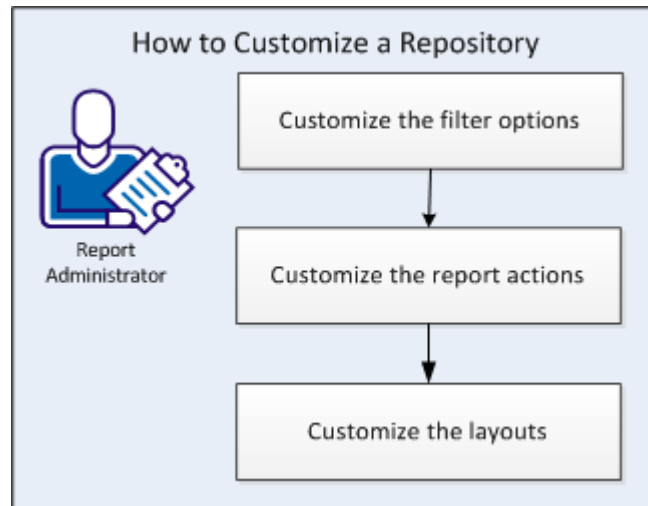 How to Customize a Repository
Customize the filter options
Report
Administrator
Customize the report actions
Customize the layouts